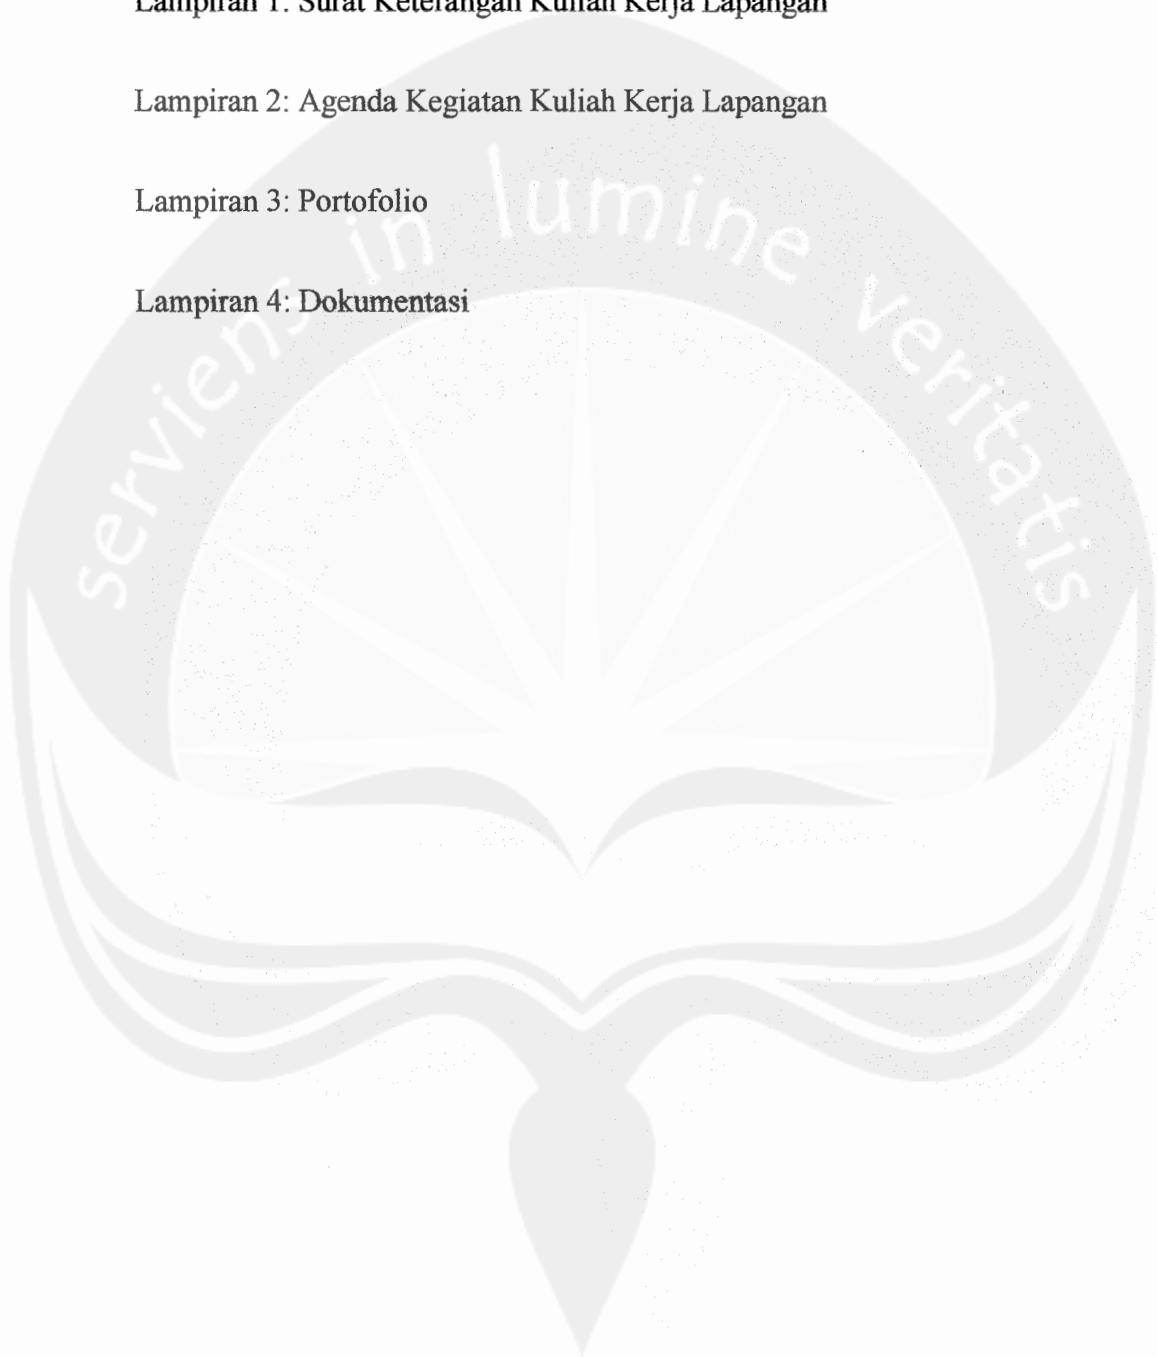 Lampiran 1: Surat Keterangan Kuliah Kerja Lapangan
Lampiran 2: Agenda Kegiatan Kuliah Kerja Lapangan
Lampiran 3: Portofolio
Lampiran 4: Dokumentasi
serviens in lumine veritatis